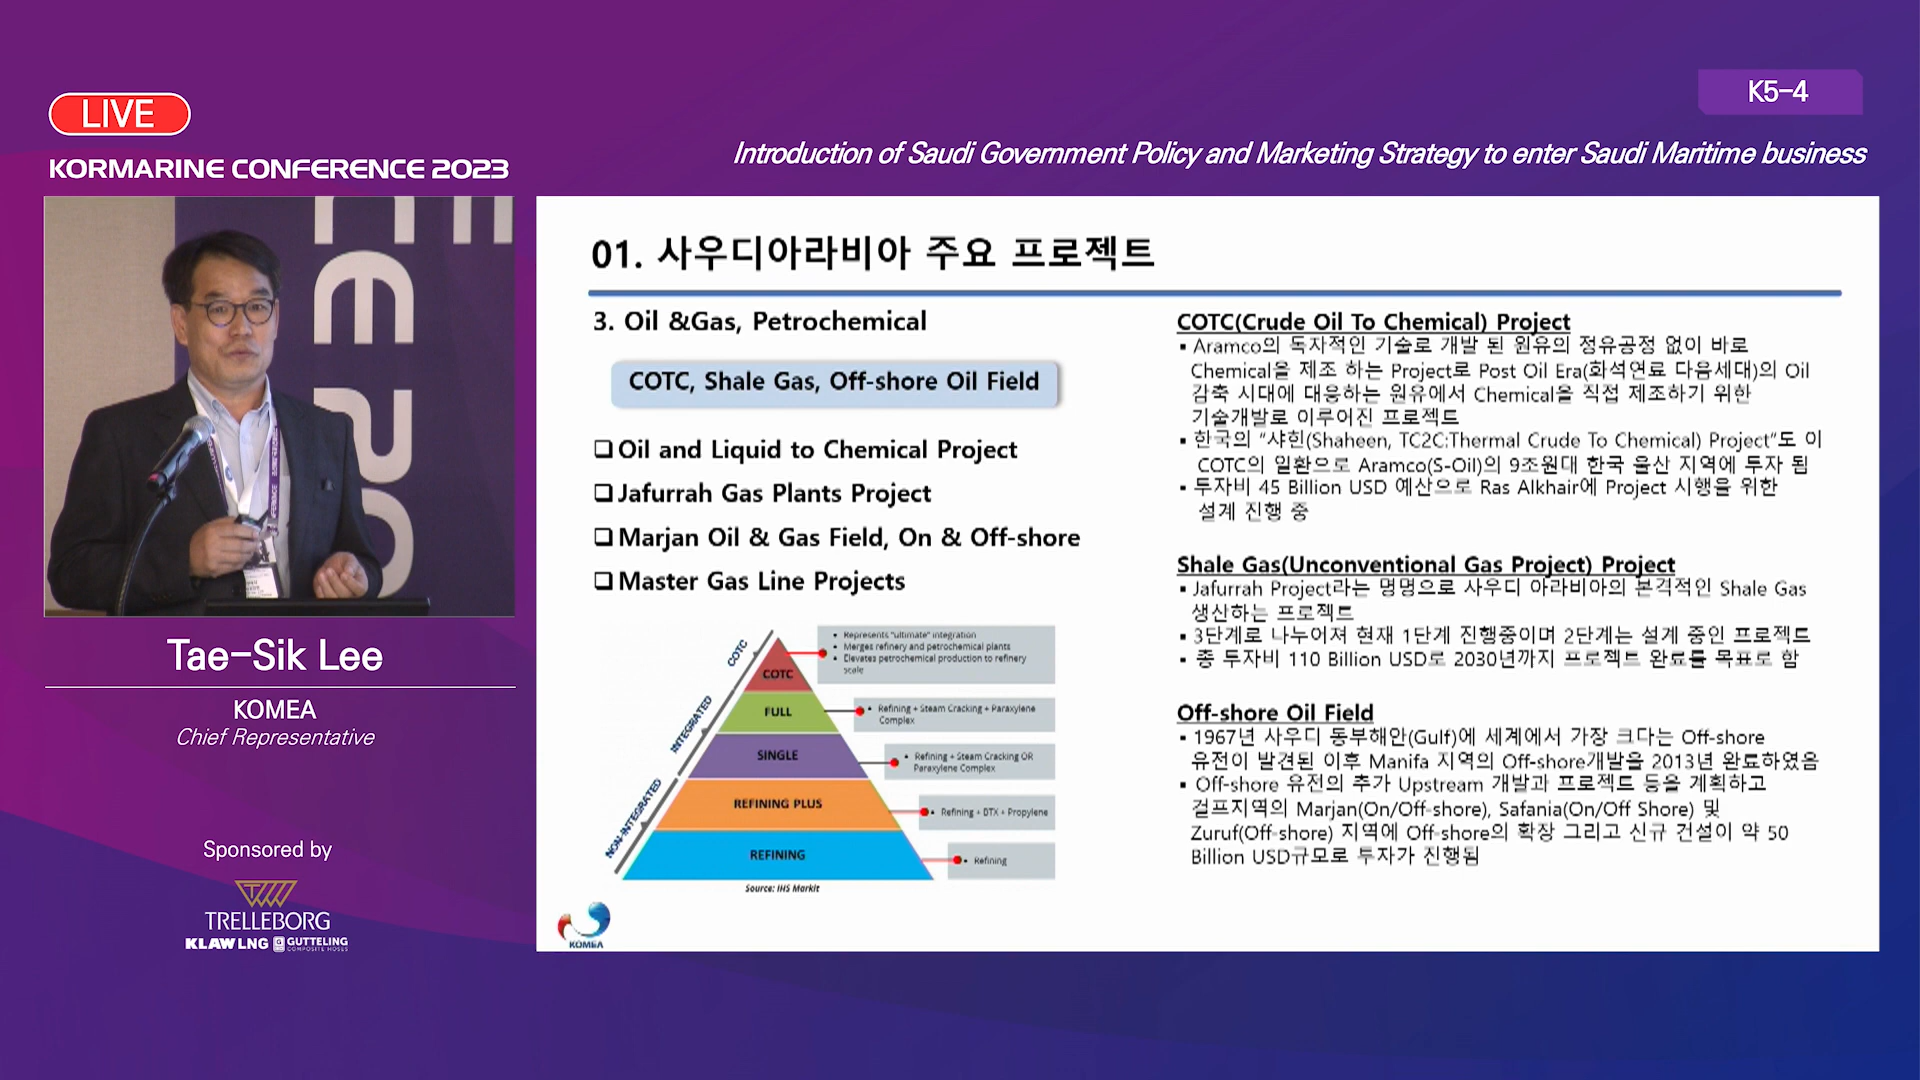 LIVE
KORMARINE CONFERENCE 2023
K5-4
Introduction of Saudi Government Policy and Marketing Strategy to enter Saudi Maritime business
Tae-Sik Lee
KOMEA
Chief Representative
Sponsored by
TRELLEBORG
KLAW LNG GUTTELING
COMPOSITE HOSES
01. 사우디아라비아 주요 프로젝트
3. Oil &Gas, Petrochemical
COTC, Shale Gas, Off-shore Oil Field
❑ Oil and Liquid to Chemical Project
❑ Jafurrah Gas Plants Project
❑ Marjan Oil & Gas Field, On & Off-shore
❑ Master Gas Line Projects
COTC
INTEGRATED
NON-INTEGRATED
COTC
FULL
SINGLE
REFINING PLUS
REFINING
• Represents "ultimate" integration
• Merges refinery and petrochemical plants
• Elevates petrochemical production to refinery
scale
• Refining + Steam Cracking + Paraxylene
Complex
• Refining + Steam Cracking OR
Paraxylene Complex
• Refining + BTX + Propylene
• Refining
Source: IHS Markit
KOMEA
COTC(Crude Oil To Chemical) Project
▪ Aramco의 독자적인 기술로 개발 된 원유의 정유공정 없이 바로
Chemical을 제조 하는 Project로 Post Oil Era(화석연료 다음세대)의 Oil
감축 시대에 대응하는 원유에서 Chemical을 직접 제조하기 위한
기술개발로 이루어진 프로젝트
▪ 한국의 "샤힌(Shaheen, TC2C:Thermal Crude To Chemical) Project"도 이
COTC의 일환으로 Aramco(S-Oil)의 9조원대 한국 울산 지역에 투자 됨
▪ 투자비 45 Billion USD 예산으로 Ras Alkhair에 Project 시행을 위한
설계 진행 중
Shale Gas(Unconventional Gas Project) Project
▪ Jafurrah Project라는 명명으로 사우디 아라비아의 본격적인 Shale Gas
생산하는 프로젝트
▪ 3단계로 나누어져 현재 1단계 진행중이며 2단계는 설계 중인 프로젝트
▪ 총 투자비 110 Billion USD로 2030년까지 프로젝트 완료를 목표로 함
Off-shore Oil Field
▪ 1967년 사우디 동부해안(Gulf)에 세계에서 가장 크다는 Off-shore
유전이 발견된 이후 Manifa 지역의 Off-shore개발을 2013년 완료하였음
▪ Off-shore 유전의 추가 Upstream 개발과 프로젝트 등을 계획하고
걸프지역의 Marjan(On/Off-shore), Safania(On/Off Shore) 및
Zuruf(Off-shore) 지역에 Off-shore의 확장 그리고 신규 건설이 약 50
Billion USD규모로 투자가 진행됨